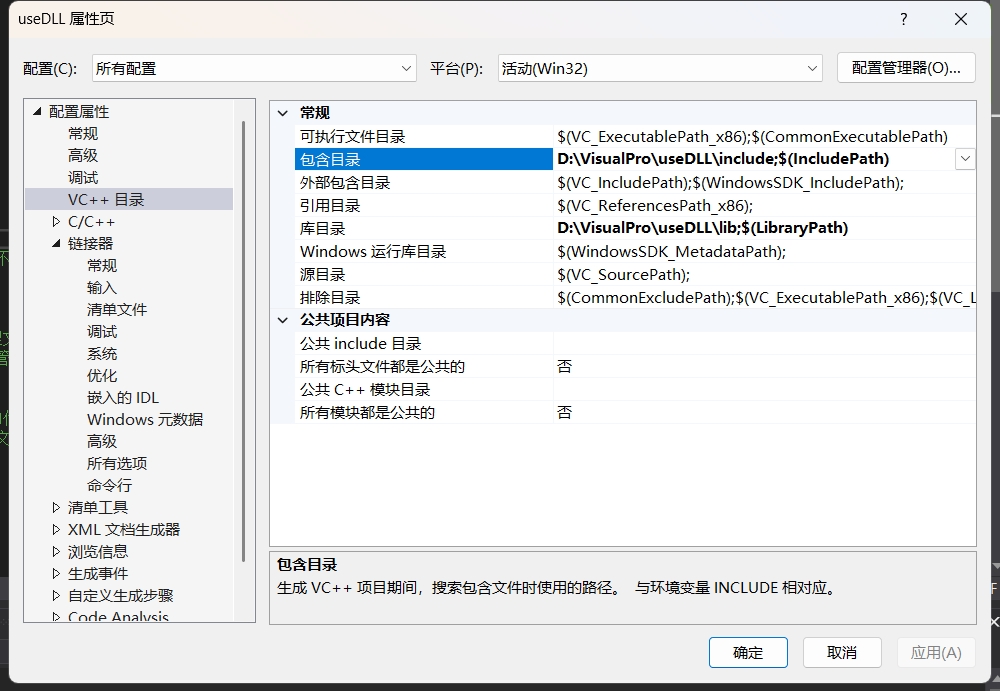 useDLL 属性页
?
配置(C):
所有配置
平台(P):
活动(Win32)
配置管理器(O)...
配置属性
常规
高级
调试
VC++ 目录
C/C++
链接器
常规
输入
清单文件
调试
系统
优化
嵌入的 IDL
Windows 元数据
高级
所有选项
命令行
清单工具
XML 文档生成器
浏览信息
生成事件
自定义生成步骤
Code Analysis
常规
可执行文件目录 $(VC_ExecutablePath_x86);$(CommonExecutablePath)
包含目录 D:\VisualPro\useDLL\include;$(IncludePath)
外部包含目录 $(VC_IncludePath);$(WindowsSDK_IncludePath);
引用目录 $(VC_ReferencesPath_x86);
库目录 D:\VisualPro\useDLL\lib;$(LibraryPath)
Windows 运行库目录 $(WindowsSDK_MetadataPath);
源目录 $(VC_SourcePath);
排除目录 $(CommonExcludePath);$(VC_ExecutablePath_x86);$(VC_L
公共项目内容
公共 include 目录
所有标头文件都是公共的 否
公共 C++ 模块目录
所有模块都是公共的 否
包含目录
生成 VC++ 项目期间，搜索包含文件时使用的路径。 与环境变量 INCLUDE 相对应。
确定
取消
应用(A)